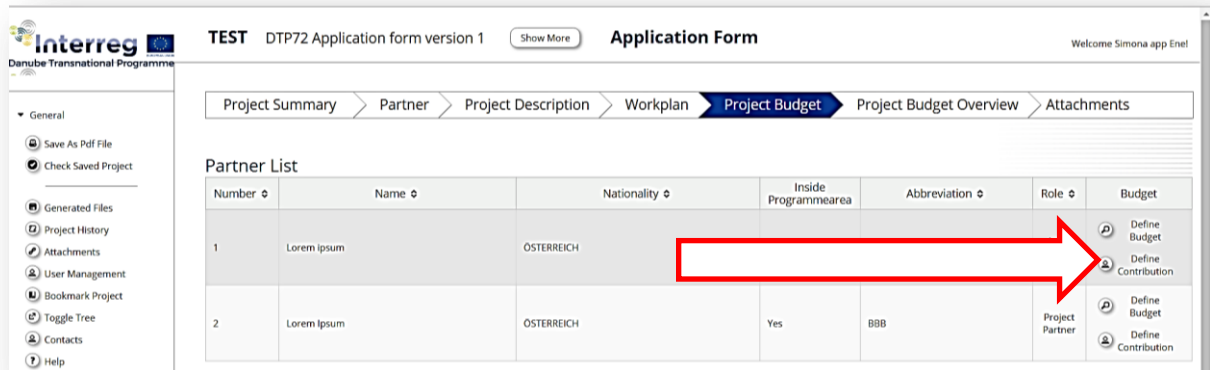 Interreg
Danube Transnational Programme
TEST DTP72 Application form version 1 Show More Application Form
Welcome Simona app Enel
Project Summary Partner Project Description Workplan Project Budget Project Budget Overview Attachments
General
Save As Pdf File
Check Saved Project
Generated Files
Project History
Attachments
User Management
Bookmark Project
Toggle Tree
Contacts
Help
Partner List
Number Name Nationality Inside Programmearea Abbreviation Role Budget
1 Lorem ipsum ÖSTERREICH Define Budget
Define Contribution
2 Lorem Ipsum ÖSTERREICH Yes BBB Project Partner Define Budget
Define Contribution